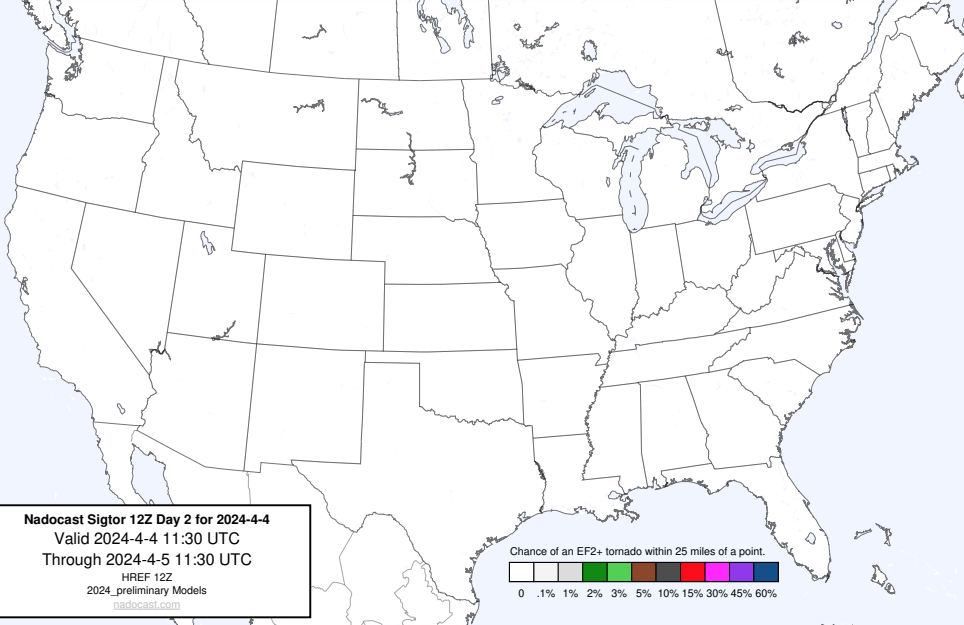 Nadocast Sigtor 12Z Day 2 for 2024-4-4
Valid 2024-4-4 11:30 UTC
Through 2024-4-5 11:30 UTC
HREF 12Z
2024_preliminary Models
nadocast.com
Chance of an EF2+ tornado within 25 miles of a point.
0 .1% 1% 2% 3% 5% 10% 15% 30% 45% 60%